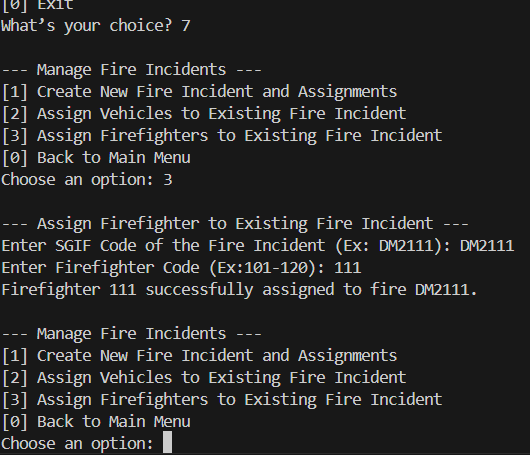 [0] Exit
What’s your choice? 7
--- Manage Fire Incidents ---
[1] Create New Fire Incident and Assignments
[2] Assign Vehicles to Existing Fire Incident
[3] Assign Firefighters to Existing Fire Incident
[0] Back to Main Menu
Choose an option: 3
--- Assign Firefighter to Existing Fire Incident ---
Enter SGIF Code of the Fire Incident (Ex: DM2111): DM2111
Enter Firefighter Code (Ex:101-120): 111
Firefighter 111 successfully assigned to fire DM2111.
--- Manage Fire Incidents ---
[1] Create New Fire Incident and Assignments
[2] Assign Vehicles to Existing Fire Incident
[3] Assign Firefighters to Existing Fire Incident
[0] Back to Main Menu
Choose an option: